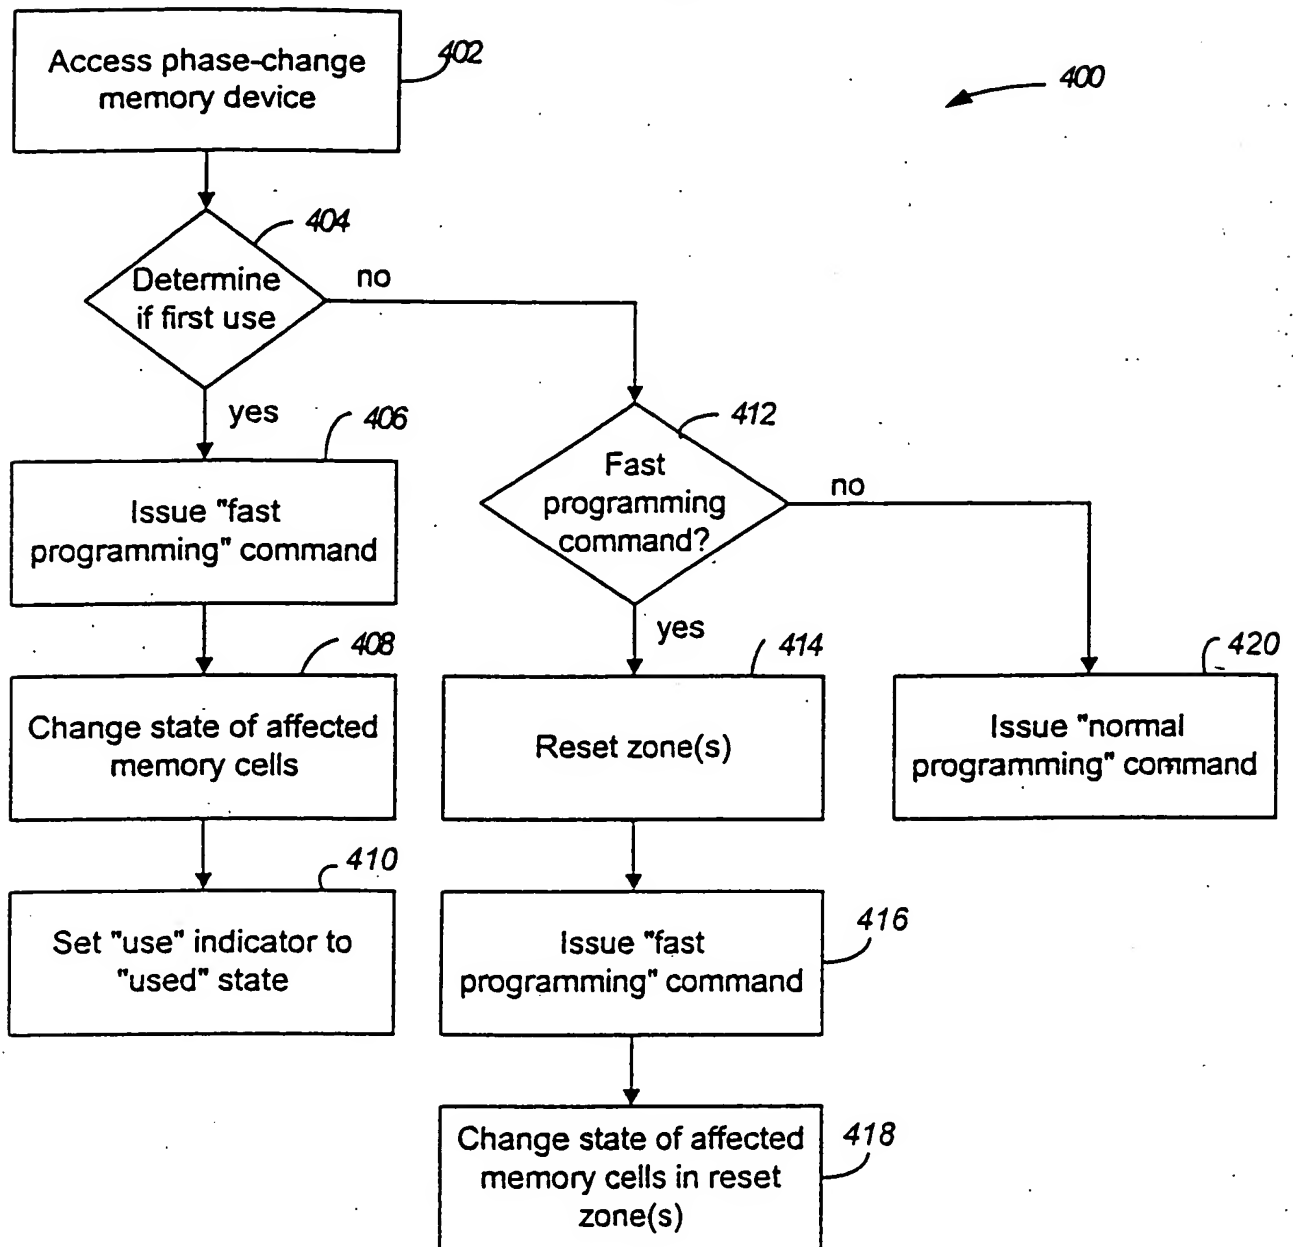 Access phase-change
memory device
402
400
404
Determine
if first use
no
yes
406
412
Issue "fast
programming" command
Fast
programming
command?
no
yes
408
414
420
Change state of affected
memory cells
Reset zone(s)
Issue "normal
programming" command
410
Set "use" indicator to
"used" state
416
Issue "fast
programming" command
418
Change state of affected
memory cells in reset
zone(s)